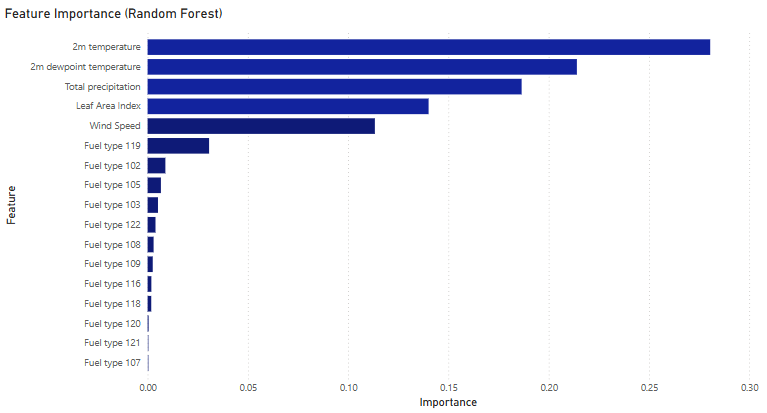 Feature Importance (Random Forest)
2m temperature
2m dewpoint temperature
Total precipitation
Leaf Area Index
Wind Speed
Fuel type 119
Fuel type 102
Fuel type 105
Fuel type 103
Fuel type 122
Fuel type 108
Fuel type 109
Fuel type 116
Fuel type 118
Fuel type 120
Fuel type 121
Fuel type 107
Feature
0.00 0.05 0.10 0.15 0.20 0.25 0.30
Importance